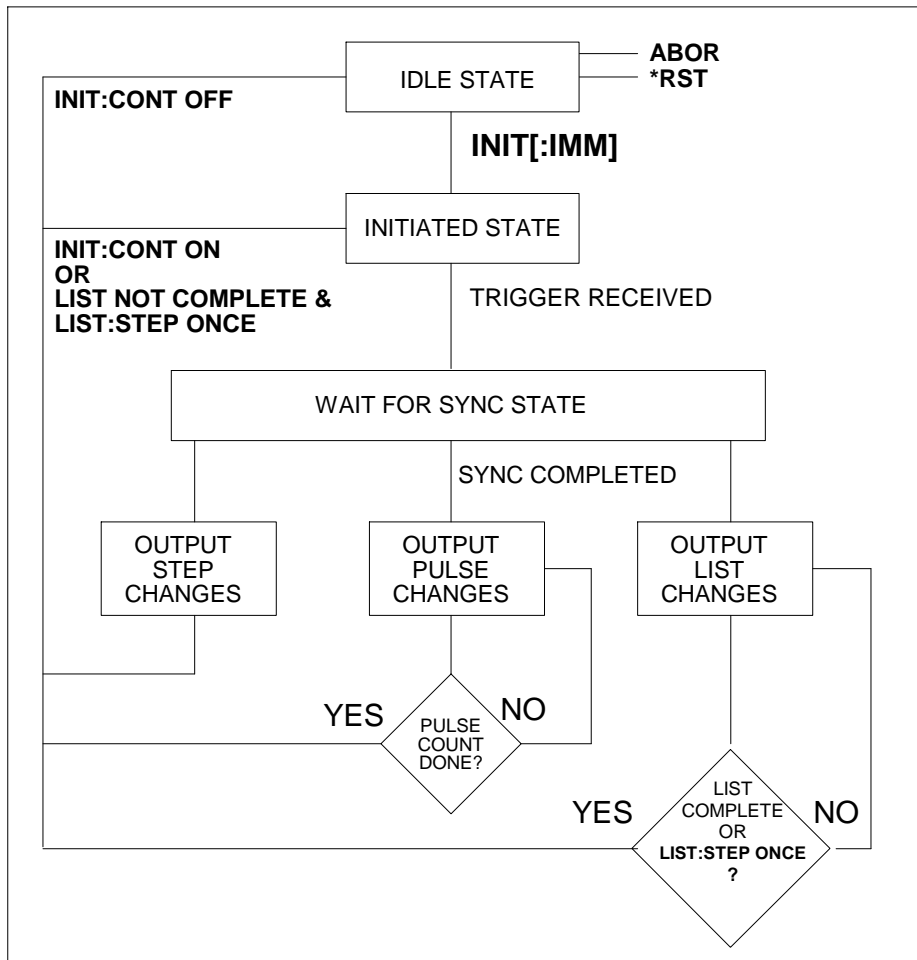 ABOR
*RST
IDLE STATE
INIT:CONT OFF
INIT[:IMM]
INITIATED STATE
INIT:CONT ON
OR
LIST NOT COMPLETE &
LIST:STEP ONCE
TRIGGER RECEIVED
WAIT FOR SYNC STATE
SYNC COMPLETED
OUTPUT
STEP
CHANGES
OUTPUT
PULSE
CHANGES
OUTPUT
LIST
CHANGES
YES
NO
PULSE
COUNT
DONE?
YES
NO
LIST
COMPLETE
OR
LIST:STEP ONCE
?